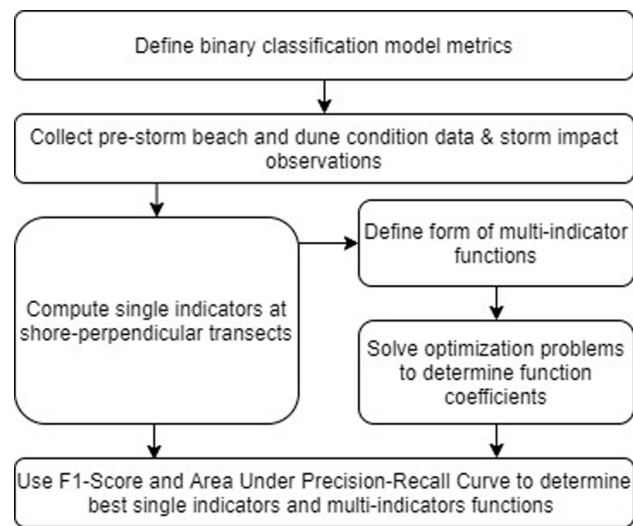 Define binary classification model metrics
Collect pre-storm beach and dune condition data & storm impact
observations
Compute single indicators at
shore-perpendicular transects
Define form of multi-indicator
functions
Solve optimization problems
to determine function
coefficients
Use F1-Score and Area Under Precision-Recall Curve to determine
best single indicators and multi-indicators functions